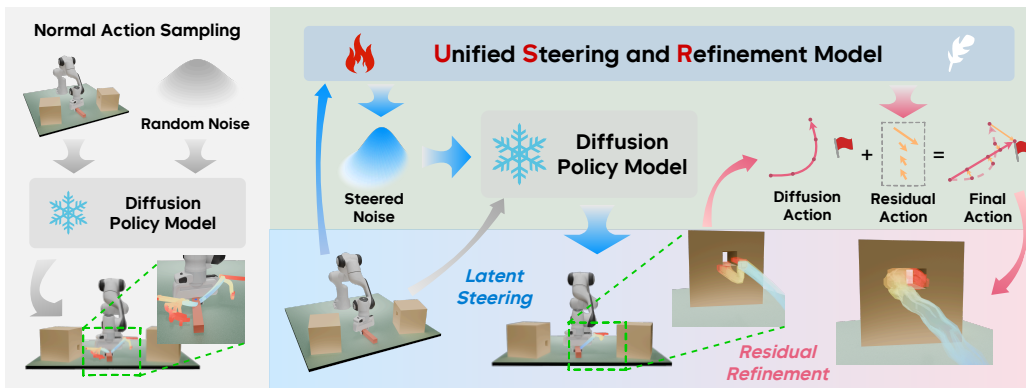 Normal Action Sampling
Random Noise
Diffusion
Policy Model
Unified Steering and Refinement Model
Steered
Noise
Diffusion
Policy Model
+
=
Diffusion
Action
Residual
Action
Final
Action
Latent
Steering
Residual
Refinement